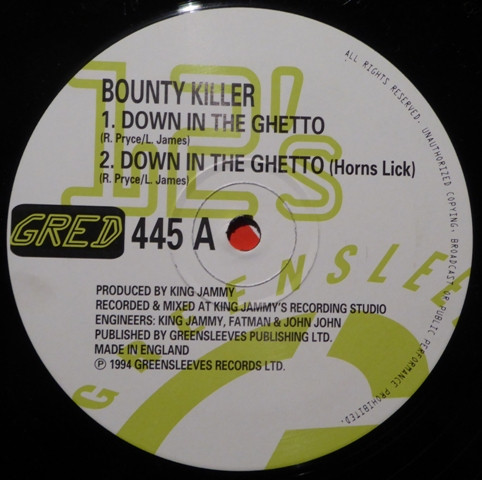 12's
BOUNTY KILLER
1. DOWN IN THE GHETTO
(R. Pryce/L. James)
2. DOWN IN THE GHETTO (Horns Lick)
(R. Pryce/L. James)
GRED 445 A
PRODUCED BY KING JAMMY
RECORDED & MIXED AT KING JAMMY'S RECORDING STUDIO
ENGINEERS: KING JAMMY, FATMAN & JOHN JOHN
PUBLISHED BY GREENSLEEVES PUBLISHING LTD.
MADE IN ENGLAND
℗ 1994 GREENSLEEVES RECORDS LTD.
ALL RIGHTS RESERVED. UNAUTHORIZED COPYING, BROADCAST OR PUBLIC PERFORMANCE PROHIBITED.